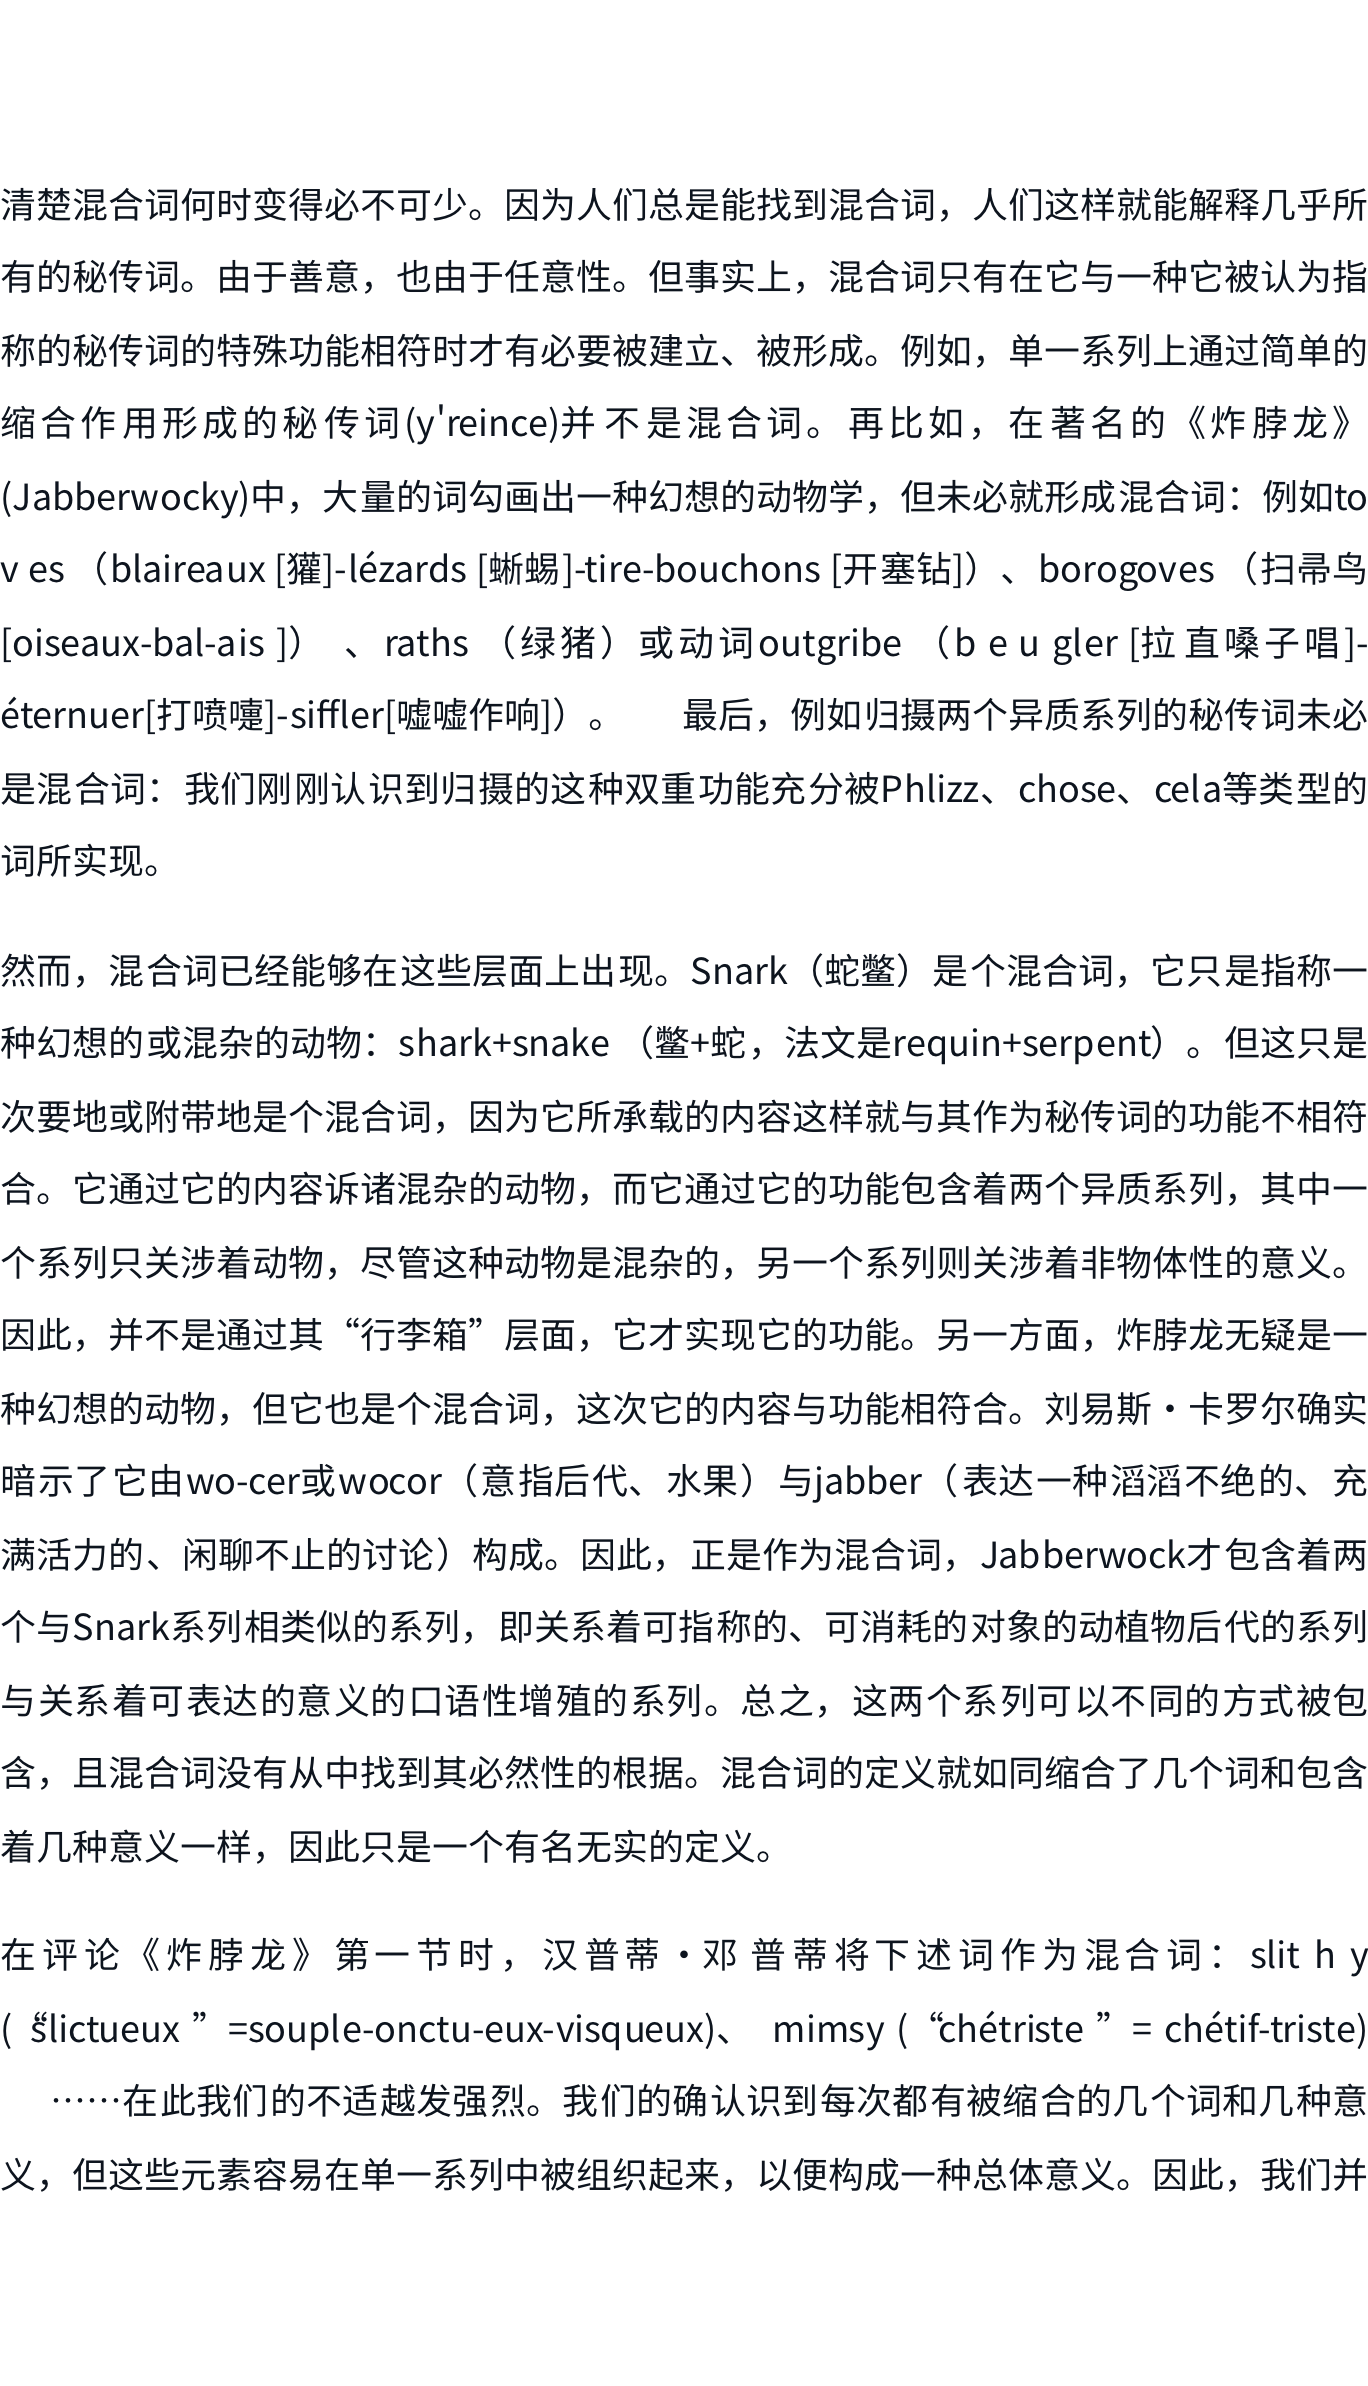 清楚混合词何时变得必不可少。因为人们总是能找到混合词，人们这样就能解释几乎所
有的秘传词。由于善意，也由于任意性。但事实上，混合词只有在它与一种它被认为指
称的秘传词的特殊功能相符时才有必要被建立、被形成。例如，单一系列上通过简单的
缩合作用形成的秘传词(y'reince)并不是混合词。再比如，在著名的《炸脖龙》
(Jabberwocky)中，大量的词勾画出一种幻想的动物学，但未必就形成混合词：例如to
v es （blaireaux [獾]-lézards [蜥蜴]-tire-bouchons [开塞钻]）、borogoves （扫帚鸟
[oiseaux-bal-ais ]） 、raths （绿猪）或动词outgribe （b e u gler [拉直嗓子唱]-
éternuer[打喷嚏]-siffler[嘘嘘作响]）。 最后，例如归摄两个异质系列的秘传词未必
是混合词：我们刚刚认识到归摄的这种双重功能充分被Phlizz、chose、cela等类型的
词所实现。
然而，混合词已经能够在这些层面上出现。Snark（蛇鳖）是个混合词，它只是指称一
种幻想的或混杂的动物：shark+snake （鳖+蛇，法文是requin+serpent）。但这只是
次要地或附带地是个混合词，因为它所承载的内容这样就与其作为秘传词的功能不相符
合。它通过它的内容诉诸混杂的动物，而它通过它的功能包含着两个异质系列，其中一
个系列只关涉着动物，尽管这种动物是混杂的，另一个系列则关涉着非物体性的意义。
因此，并不是通过其“行李箱”层面，它才实现它的功能。另一方面，炸脖龙无疑是一
种幻想的动物，但它也是个混合词，这次它的内容与功能相符合。刘易斯·卡罗尔确实
暗示了它由wo-cer或wocor（意指后代、水果）与jabber（表达一种滔滔不绝的、充
满活力的、闲聊不止的讨论）构成。因此，正是作为混合词，Jabberwock才包含着两
个与Snark系列相类似的系列，即关系着可指称的、可消耗的对象的动植物后代的系列
与关系着可表达的意义的口语性增殖的系列。总之，这两个系列可以不同的方式被包
含，且混合词没有从中找到其必然性的根据。混合词的定义就如同缩合了几个词和包含
着几种意义一样，因此只是一个有名无实的定义。
在评论《炸脖龙》第一节时，汉普蒂·邓普蒂将下述词作为混合词：slit h y
( “slictueux ” =souple-onctu-eux-visqueux)、 mimsy ( “chétriste ” = chétif-triste)
……在此我们的不适越发强烈。我们的确认识到每次都有被缩合的几个词和几种意
义，但这些元素容易在单一系列中被组织起来，以便构成一种总体意义。因此，我们并